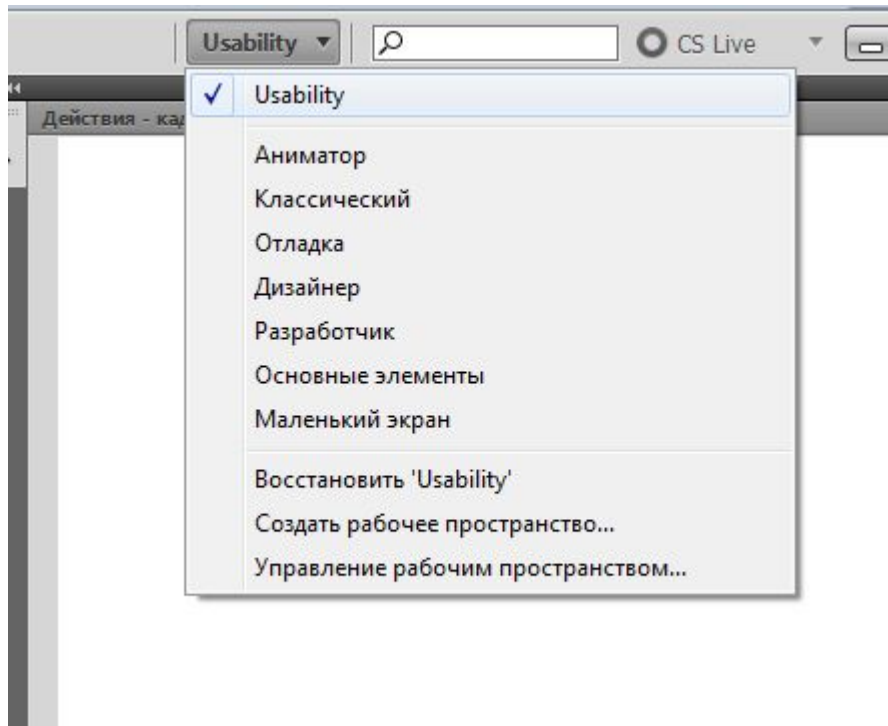 Usability
CS Live
Usability
Действия - ка
Аниматор
Классический
Отладка
Дизайнер
Разработчик
Основные элементы
Маленький экран
Восстановить 'Usability'
Создать рабочее пространство...
Управление рабочим пространством...